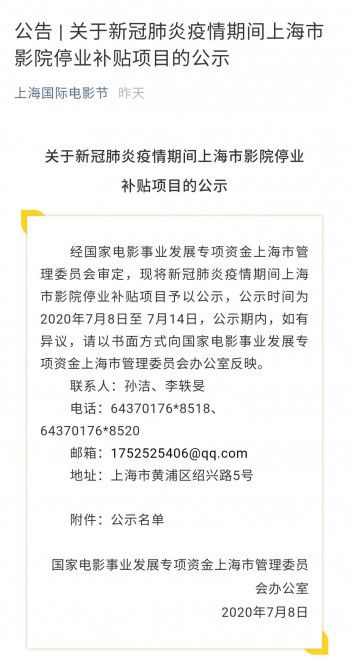 公告 | 关于新冠肺炎疫情期间上海市
影院停业补贴项目的公示
上海国际电影节 昨天
关于新冠肺炎疫情期间上海市影院停业
补贴项目的公示
经国家电影事业发展专项资金上海市管
理委员会审定，现将新冠肺炎疫情期间上海
市影院停业补贴项目予以公示，公示时间为
2020年7月8日至 7月14日，公示期内，如有
异议，请以书面方式向国家电影事业发展专
项资金上海市管理委员会办公室反映。
联系人：孙洁、李轶旻
电话：64370176*8518、
64370176*8520
邮箱：1752525406@qq.com
地址：上海市黄浦区绍兴路5号
附件：公示名单
国家电影事业发展专项资金上海市管理委员
会办公室
2020年7月8日